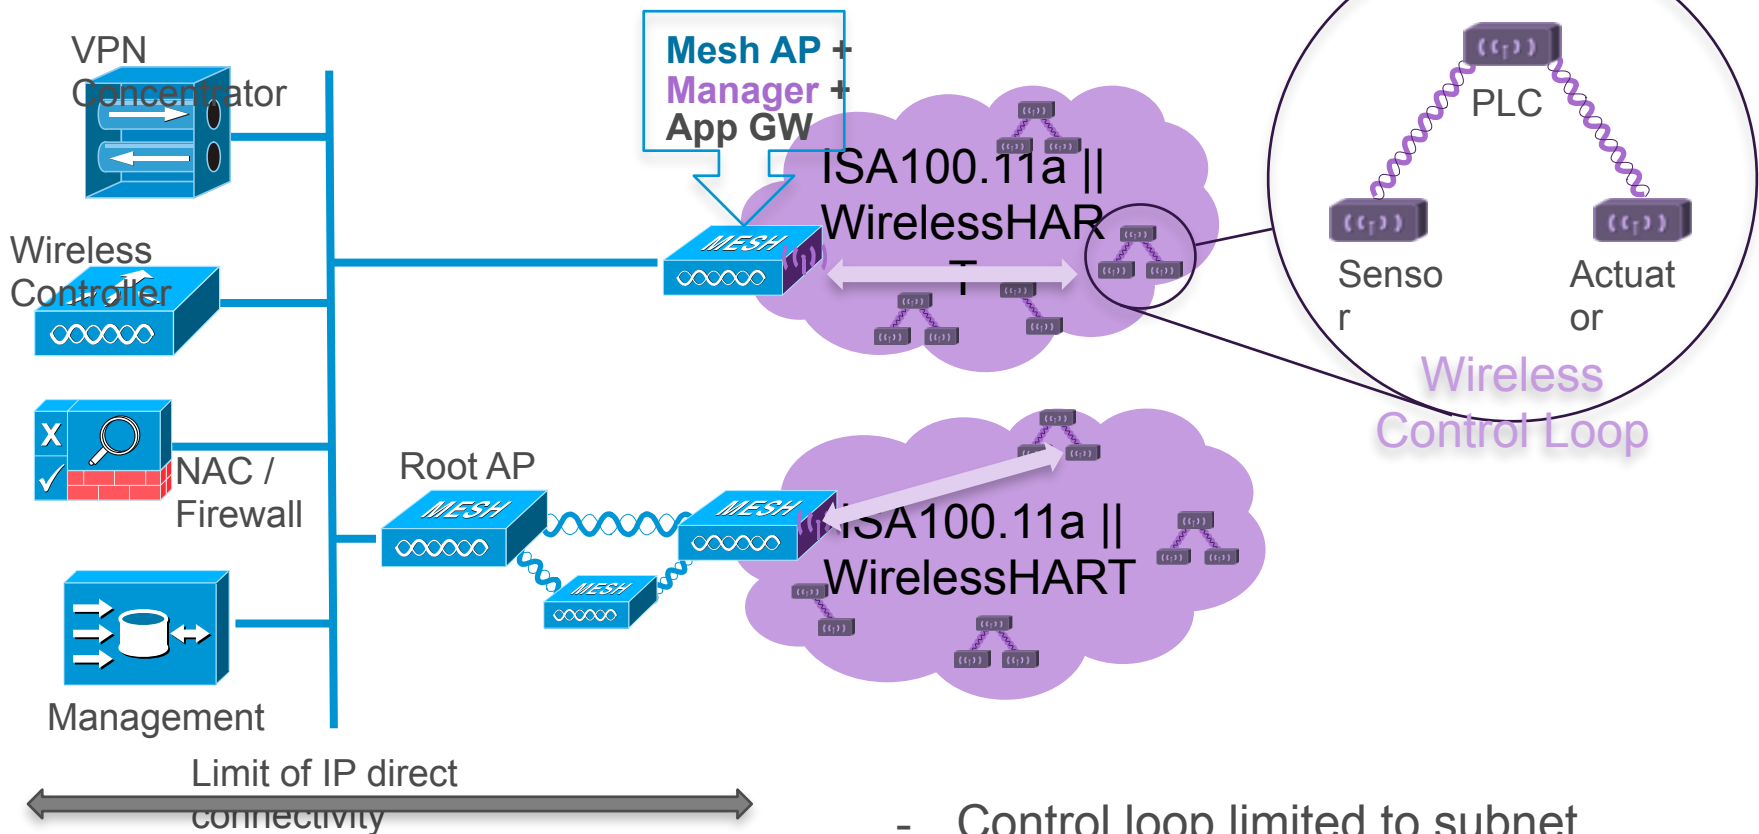 VPN
Concentrator
Mesh AP +
Manager +
App GW
PLC
ISA100.11a ||
WirelessHAR
T
MESH
Wireless
Controller
Senso
r
Actuat
or
Wireless
Control Loop
X
NAC /
Firewall
Root AP
MESH
MESH
MESH
ISA100.11a ||
WirelessHART
Management
Limit of IP direct
connectivity
- Control loop limited to subnet